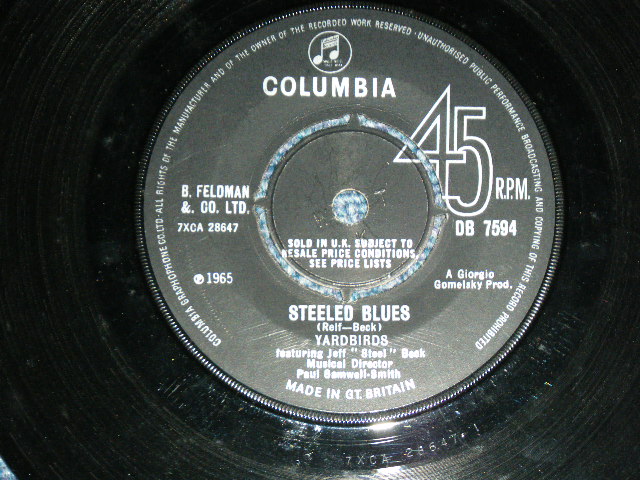 COLUMBIA GRAPHOPHONE CO. LTD.·ALL RIGHTS OF THE MANUFACTURER AND OF THE OWNER OF THE RECORDED WORK RESERVED·UNAUTHORISED PUBLIC PERFORMANCE BROADCASTING AND COPYING OF THIS RECORD PROHIBITED
COLUMBIA
45
R.P.M.
B. FELDMAN
&. CO. LTD.
7XCA 28647
DB 7594
SOLD IN U.K. SUBJECT TO
RESALE PRICE CONDITIONS,
SEE PRICE LISTS
℗1965
A Giorgio
Gomelsky Prod.
STEELED BLUES
(Relf—Beck)
YARDBIRDS
featuring Jeff "Steel" Beck
Musical Director
Paul Samwell-Smith
MADE IN GT. BRITAIN
7XCA 28647 1